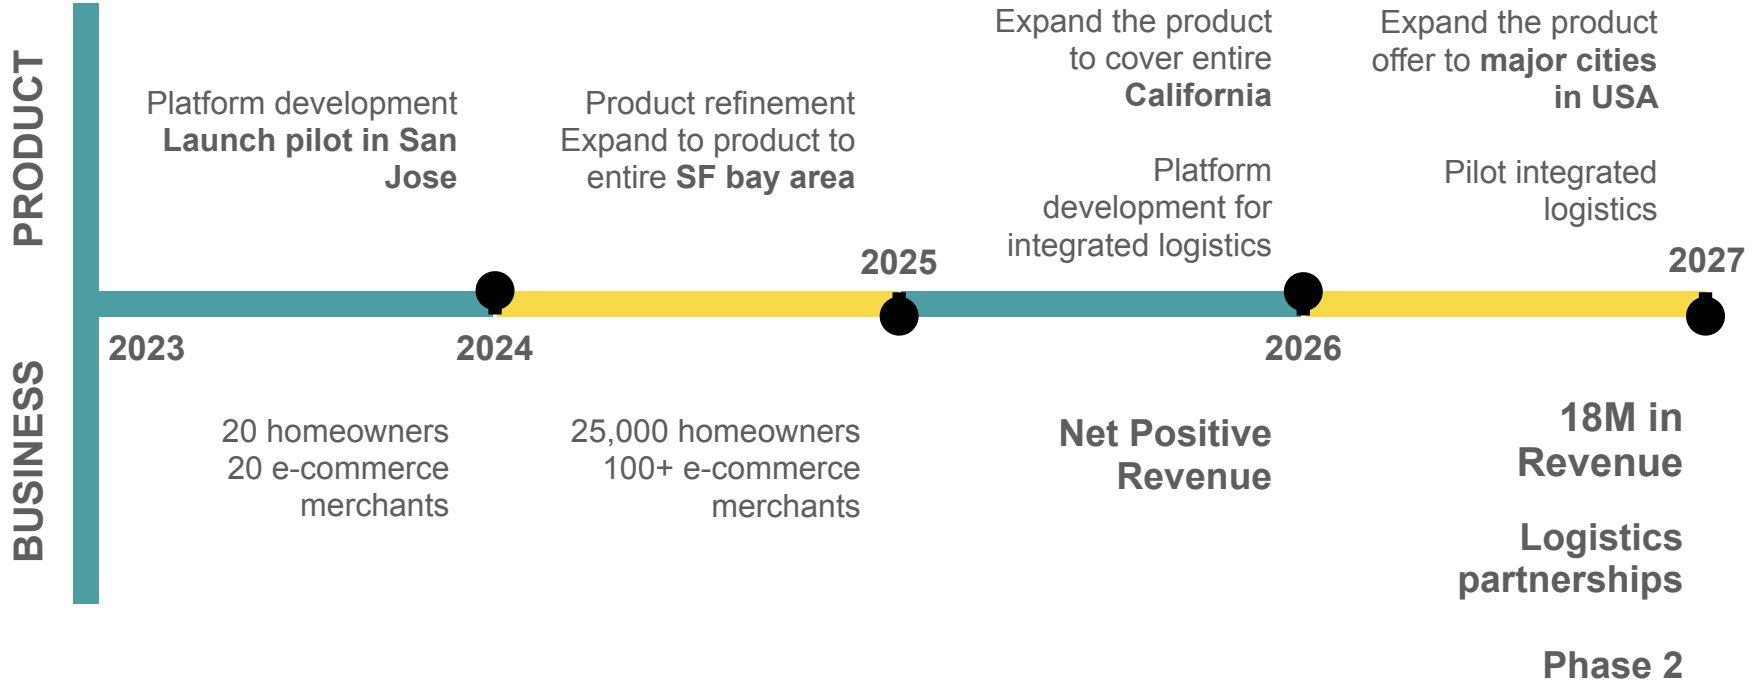 PRODUCT
Platform development
Launch pilot in San
Jose
Product refinement
Expand to product to
entire SF bay area
Expand the product
to cover entire
California
Platform
development for
integrated logistics
Expand the product
offer to major cities
in USA
Pilot integrated
logistics
2023
2024
2025
2026
2027
BUSINESS
20 homeowners
20 e-commerce
merchants
25,000 homeowners
100+ e-commerce
merchants
Net Positive
Revenue
18M in
Revenue
Logistics
partnerships
Phase 2